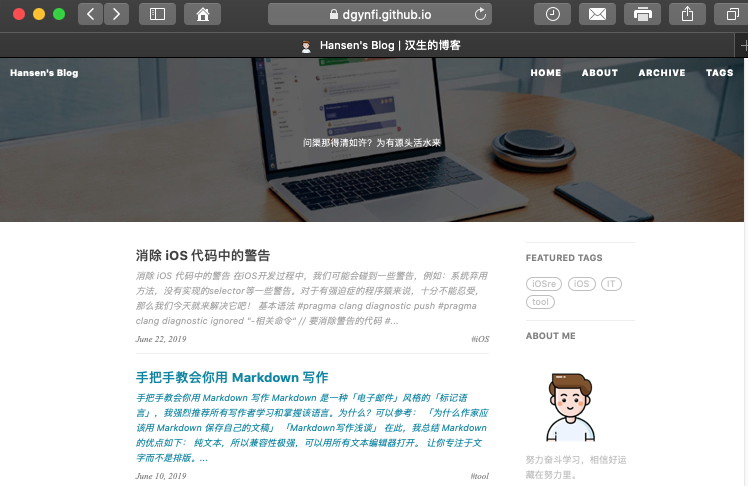 dgynfi.github.io
Hansen's Blog | 汉生的博客
Hansen's Blog
HOME ABOUT ARCHIVE TAGS
问渠那得清如许？为有源头活水来
消除 iOS 代码中的警告
消除 iOS 代码中的警告 在iOS开发过程中，我们可能会碰到一些警告，例如：系统弃用
方法，没有实现的selector等一些警告。对于有强迫症的程序猿来说，十分不能忍受，
那么我们今天就来解决它吧！ 基本语法 #pragma clang diagnostic push #pragma
clang diagnostic ignored "-相关命令" // 要消除警告的代码 #...
June 22, 2019
#iOS
手把手教会你用 Markdown 写作
手把手教会你用 Markdown 写作 Markdown 是一种「电子邮件」风格的「标记语
言」，我强烈推荐所有写作者学习和掌握该语言。为什么？可以参考： 「为什么作家应
该用 Markdown 保存自己的文稿」 「Markdown写作浅谈」 在此，我总结 Markdown
的优点如下： 纯文本，所以兼容性极强，可以用所有文本编辑器打开。 让你专注于文
字而不是排版。...
June 10, 2019
#tool
FEATURED TAGS
iOSre iOS IT
tool
ABOUT ME
努力奋斗学习，相信好运
藏在努力里。